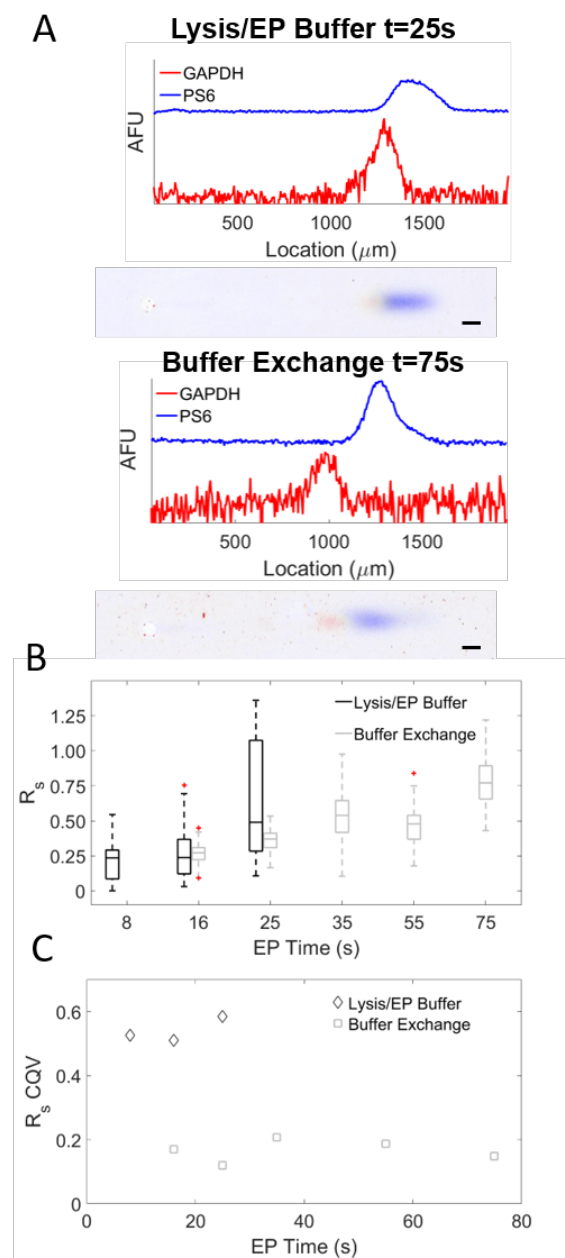 A
Lysis/EP Buffer t=25s
GAPDH
PS6
AFU
500 1000 1500
Location (μm)
Buffer Exchange t=75s
GAPDH
PS6
AFU
500 1000 1500
Location (μm)
B
Lysis/EP Buffer
Buffer Exchange
1.25
1.00
0.75
0.50
0.25
0
Rs
8 16 25 35 55 75
EP Time (s)
C
Lysis/EP Buffer
Buffer Exchange
0.6
0.4
0.2
0
Rs CQV
0 20 40 60 80
EP Time (s)